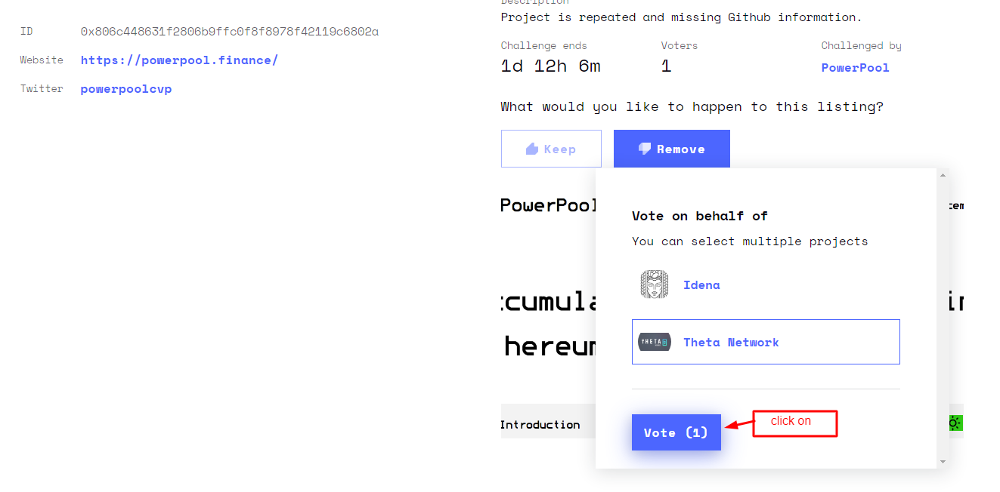 ID 0x806c448631f2806b9ffc0f8f8978f42119c6802a
Website https://powerpool.finance/
Twitter powerpoolcvp
Description
Project is repeated and missing Github information.
Challenge ends Voters Challenged by
1d 12h 6m 1 PowerPool
What would you like to happen to this listing?
Keep Remove
PowerPool
Vote on behalf of
You can select multiple projects
Idena
THETA Theta Network
cumula
hereum
Introduction
Vote (1)
click on